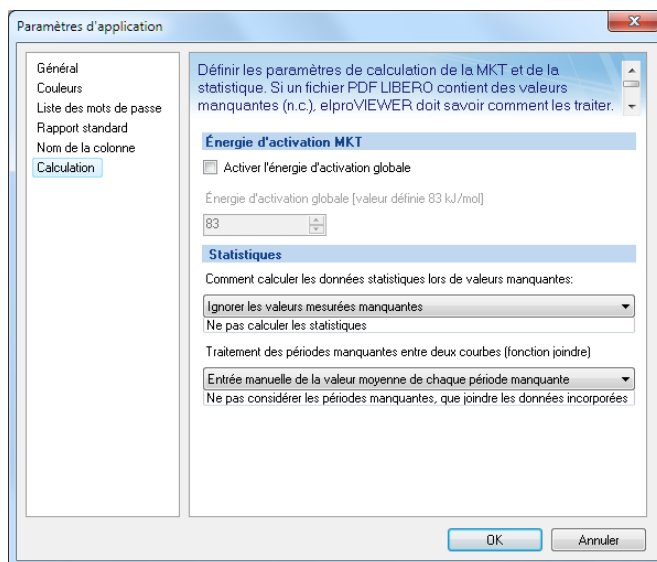 Paramètres d'application
Général
Couleurs
Liste des mots de passe
Rapport standard
Nom de la colonne
Calculation
Définir les paramètres de calculation de la MKT et de la
statistique. Si un fichier PDF LIBERO contient des valeurs
manquantes (n.c.), elproVIEWER doit savoir comment les traiter.
Énergie d'activation MKT
Activer l'énergie d'activation globale
Énergie d'activation globale [valeur définie 83 kJ/mol]
83
Statistiques
Comment calculer les données statistiques lors de valeurs manquantes:
Ignorer les valeurs mesurées manquantes
Ne pas calculer les statistiques
Traitement des périodes manquantes entre deux courbes (fonction joindre)
Entrée manuelle de la valeur moyenne de chaque période manquante
Ne pas considérer les périodes manquantes, que joindre les données incorporées
OK
Annuler